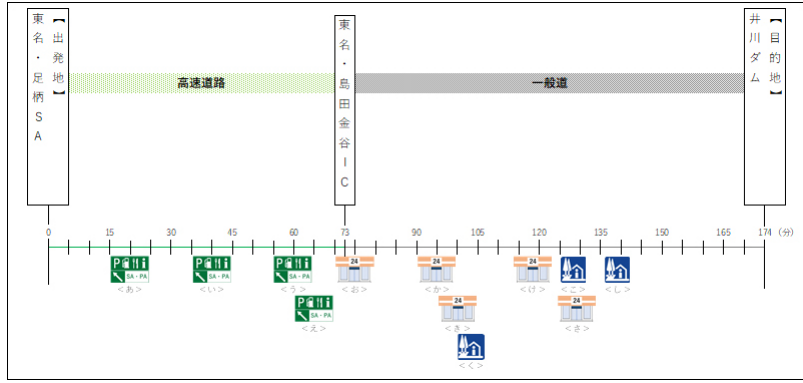 【出発地】
東名・足柄SA
東名・島田金谷IC
【目的地】
井川ダム
高速道路
一般道
0 15 30 45 60 73 90 105 120 135 150 165 174 (分)
P SA・PA
P SA・PA
P SA・PA
24
24
24
<あ>
<い>
<う>
<お>
<か>
<け>
<こ>
<し>
P SA・PA
24
24
<え>
<き>
<さ>
<く>